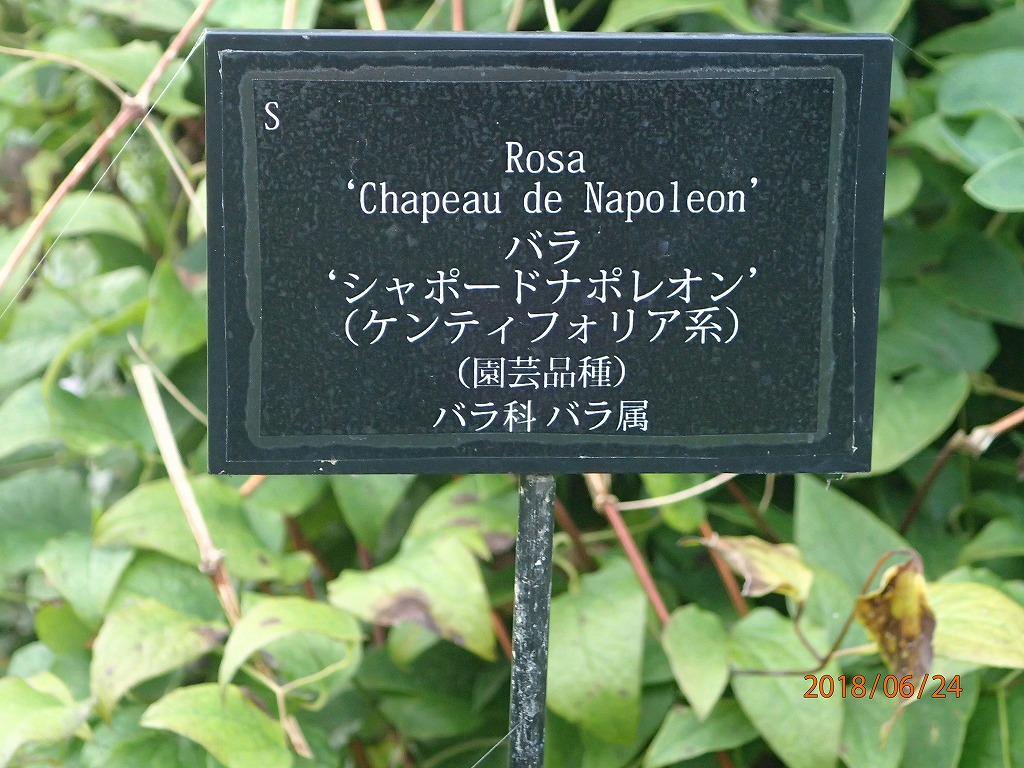 S
Rosa
‘Chapeau de Napoleon’
バラ
‘シャポードナポレオン’
（ケンティフォリア系）
（園芸品種）
バラ科 バラ属
2018/06/24